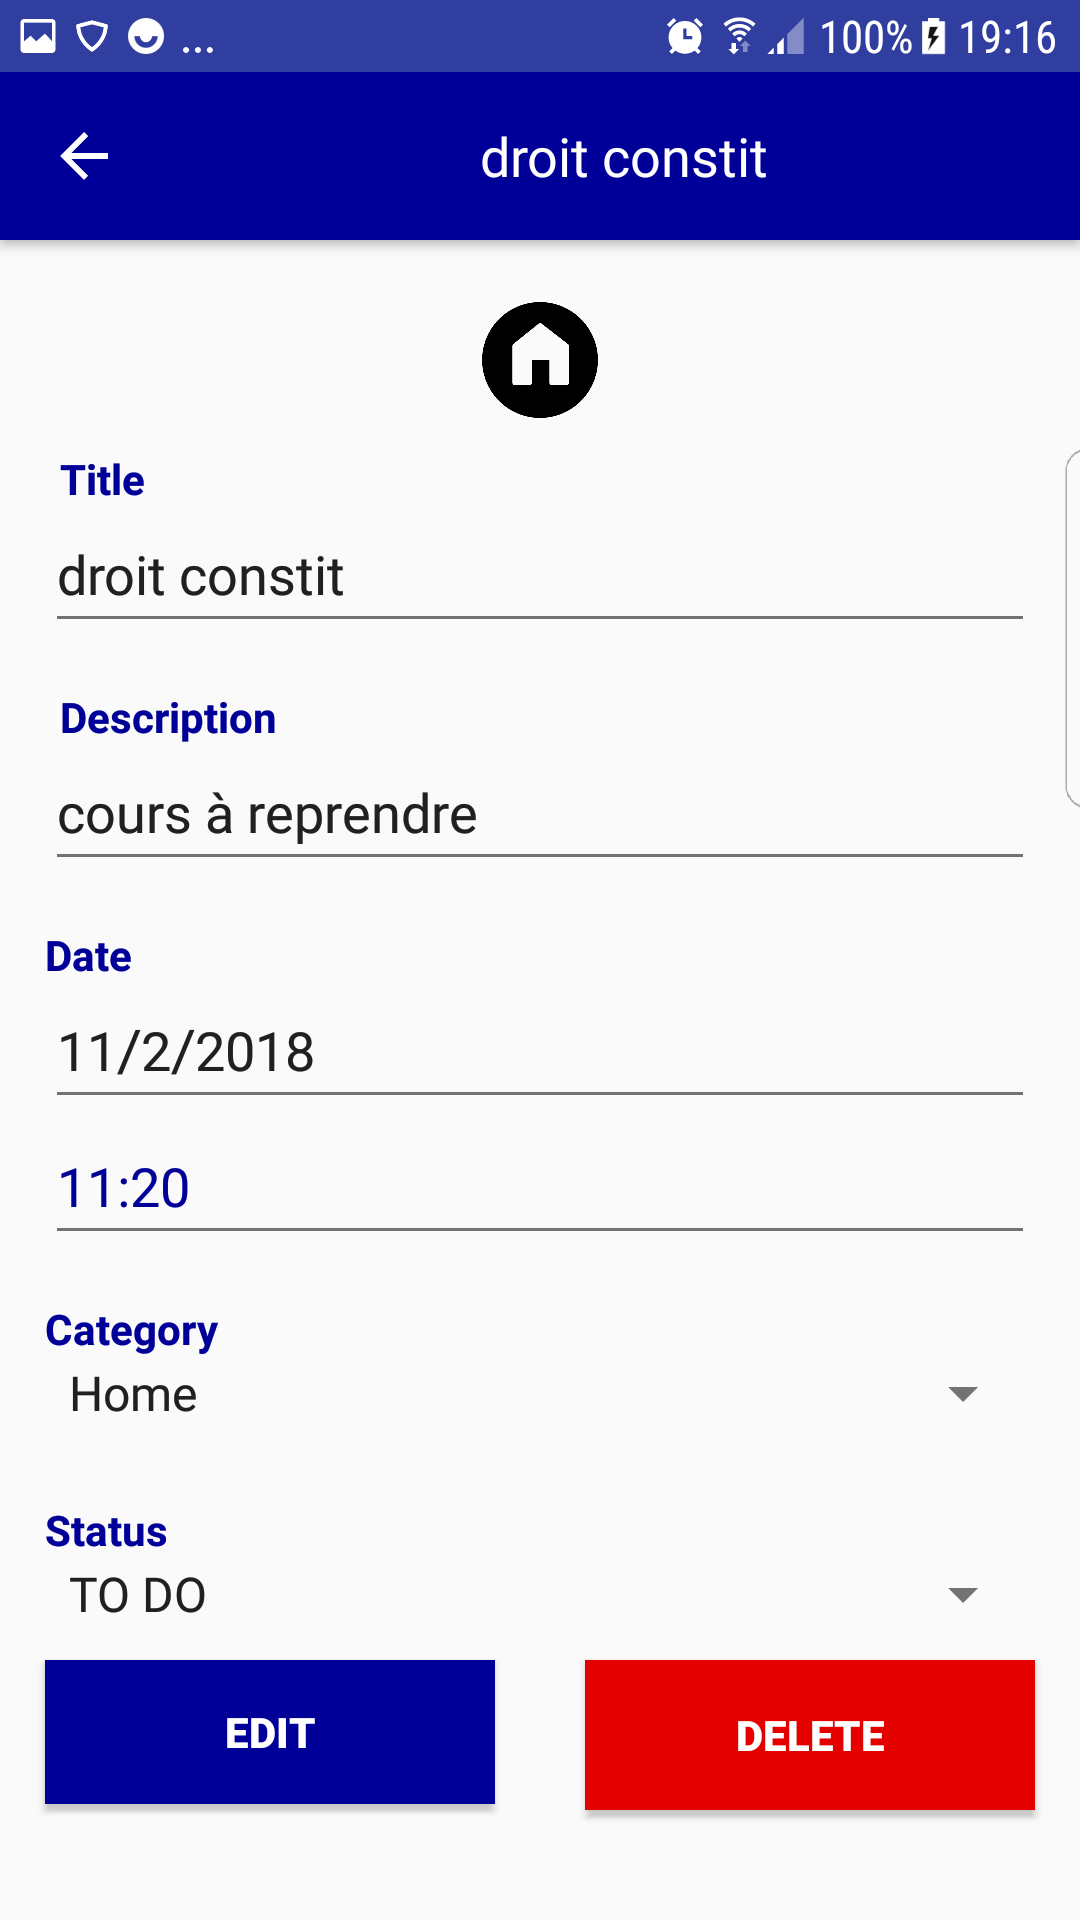 ... 100% 19:16
droit constit
Title
droit constit
Description
cours à reprendre
Date
11/2/2018
11:20
Category
Home
Status
TO DO
EDIT DELETE